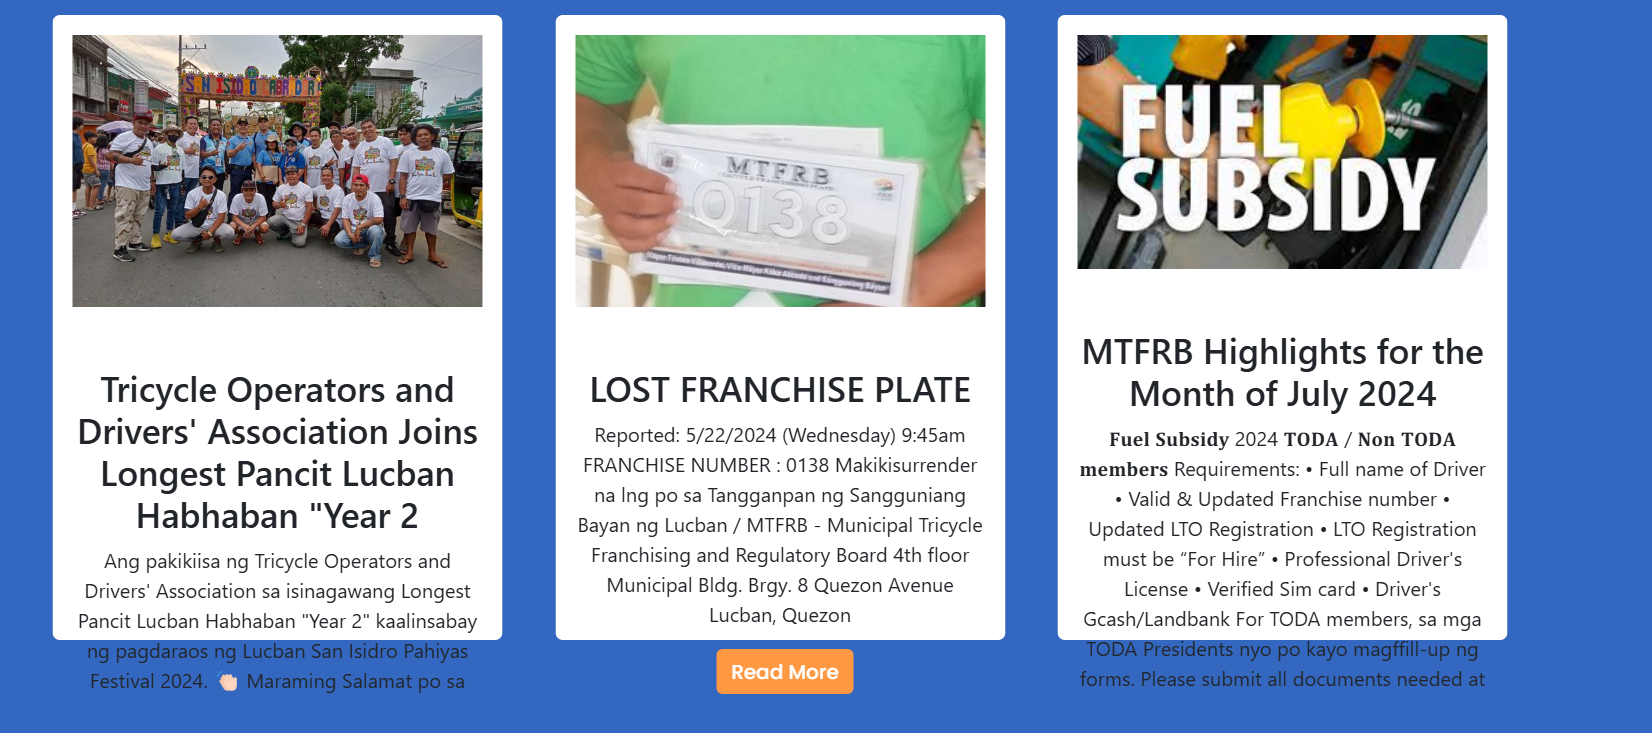 SAN ISIDRO LABRADOR
Tricycle Operators and
Drivers' Association Joins
Longest Pancit Lucban
Habhaban "Year 2
Ang pakikiisa ng Tricycle Operators and
Drivers' Association sa isinagawang Longest
Pancit Lucban Habhaban "Year 2" kaalinsabay
ng pagdaraos ng Lucban San Isidro Pahiyas
Festival 2024. 👏🏻 Maraming Salamat po sa
MTFRB
TRICYCLE FRANCHISING PLATE
0138
LOST FRANCHISE PLATE
Reported: 5/22/2024 (Wednesday) 9:45am
FRANCHISE NUMBER : 0138 Makikisurrender
na lng po sa Tangganpan ng Sangguniang
Bayan ng Lucban / MTFRB - Municipal Tricycle
Franchising and Regulatory Board 4th floor
Municipal Bldg. Brgy. 8 Quezon Avenue
Lucban, Quezon
Read More
FUEL
SUBSIDY
MTFRB Highlights for the
Month of July 2024
𝐅𝐮𝐞𝐥 𝐒𝐮𝐛𝐬𝐢𝐝𝐲 2024 𝐓𝐎𝐃𝐀 / 𝐍𝐨𝐧 𝐓𝐎𝐃𝐀
𝐦𝐞𝐦𝐛𝐞𝐫𝐬 Requirements: • Full name of Driver
• Valid & Updated Franchise number •
Updated LTO Registration • LTO Registration
must be “For Hire” • Professional Driver's
License • Verified Sim card • Driver's
Gcash/Landbank For TODA members, sa mga
TODA Presidents nyo po kayo magffill-up ng
forms. Please submit all documents needed at